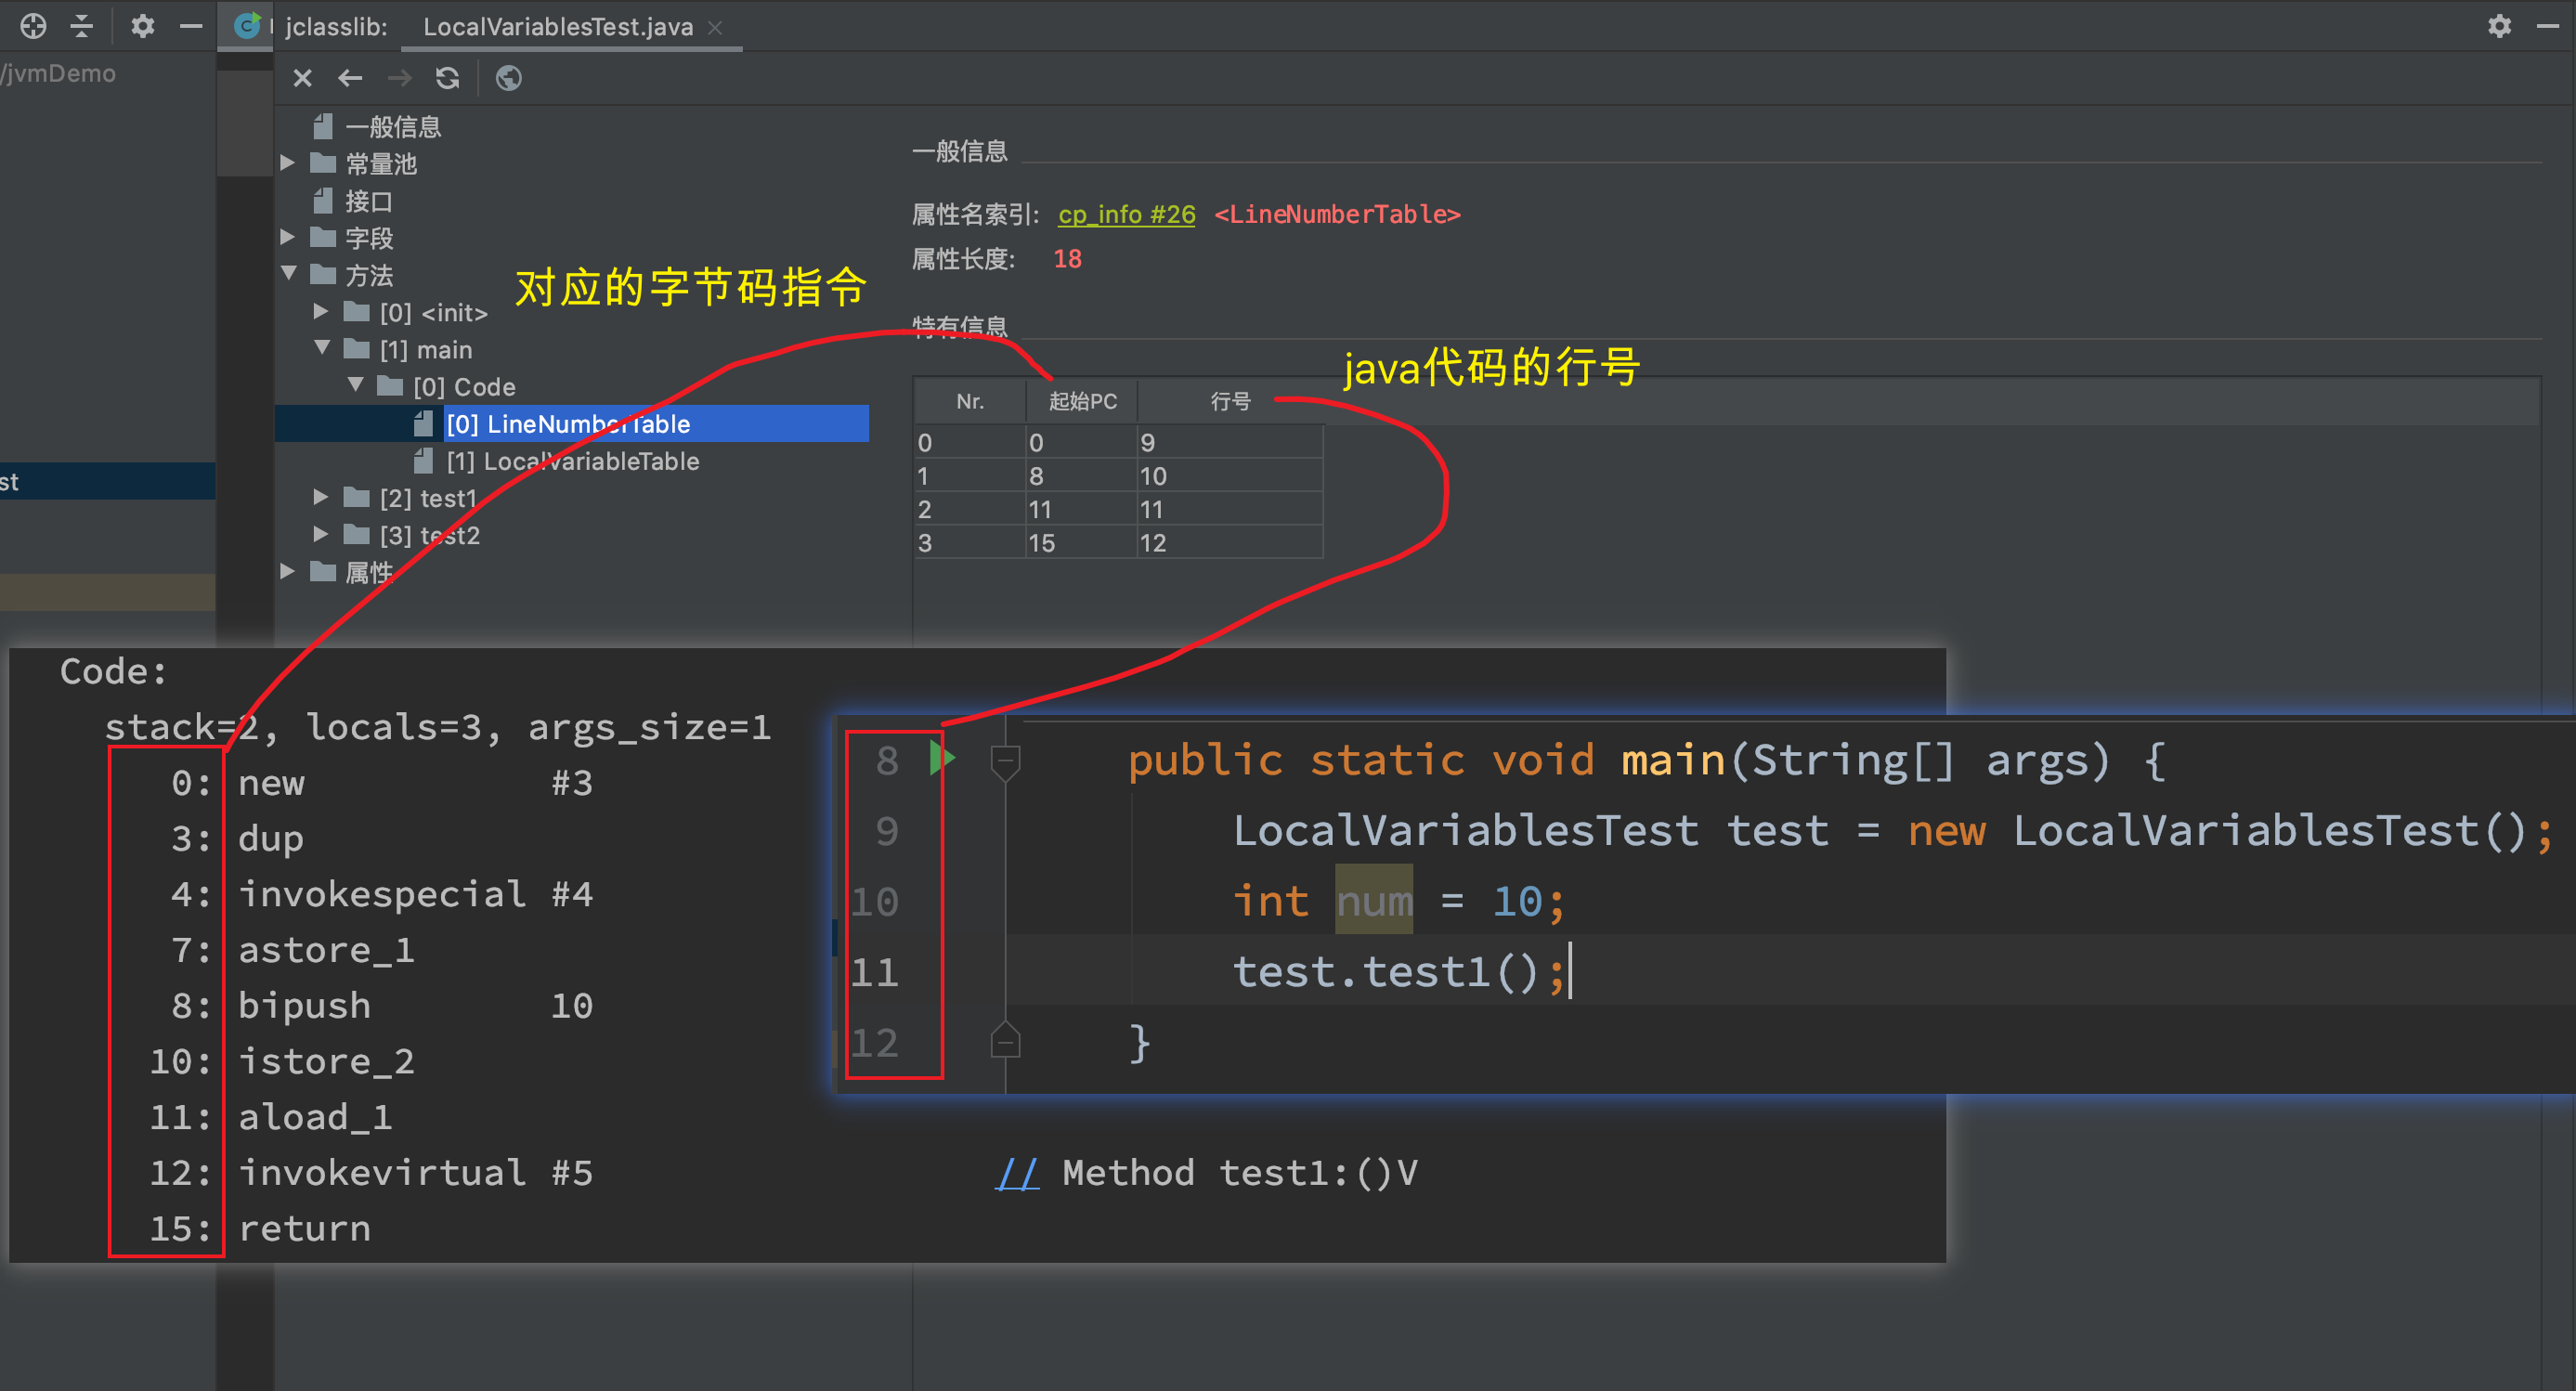 jclasslib:
LocalVariablesTest.java
/jvmDemo
st
一般信息
常量池
接口
字段
方法
[0] <init>
[1] main
[0] Code
[0] LineNumberTable
[1] LocalVariableTable
[2] test1
[3] test2
属性
对应的字节码指令
一般信息
属性名索引: cp_info #26 <LineNumberTable>
属性长度: 18
特有信息
java代码的行号
Nr. 起始PC 行号
0 0 9
1 8 10
2 11 11
3 15 12
Code:
stack=2, locals=3, args_size=1
0: new #3
3: dup
4: invokespecial #4
7: astore_1
8: bipush 10
10: istore_2
11: aload_1
12: invokevirtual #5 // Method test1:()V
15: return
8 public static void main(String[] args) {
9 LocalVariablesTest test = new LocalVariablesTest();
10 int num = 10;
11 test.test1();
12 }